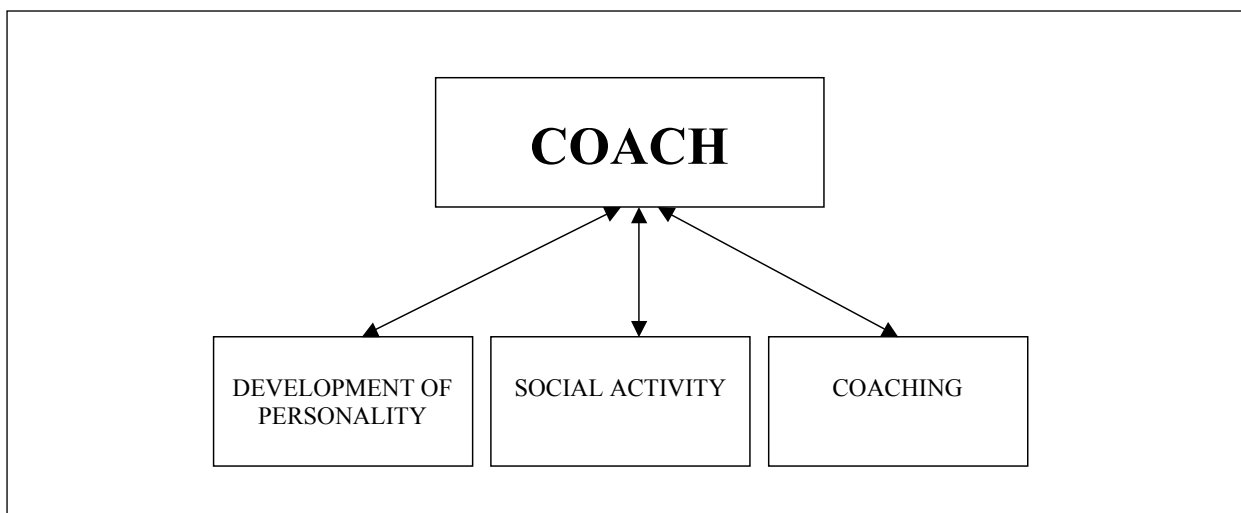 COACH
DEVELOPMENT OF
PERSONALITY
SOCIAL ACTIVITY
COACHING